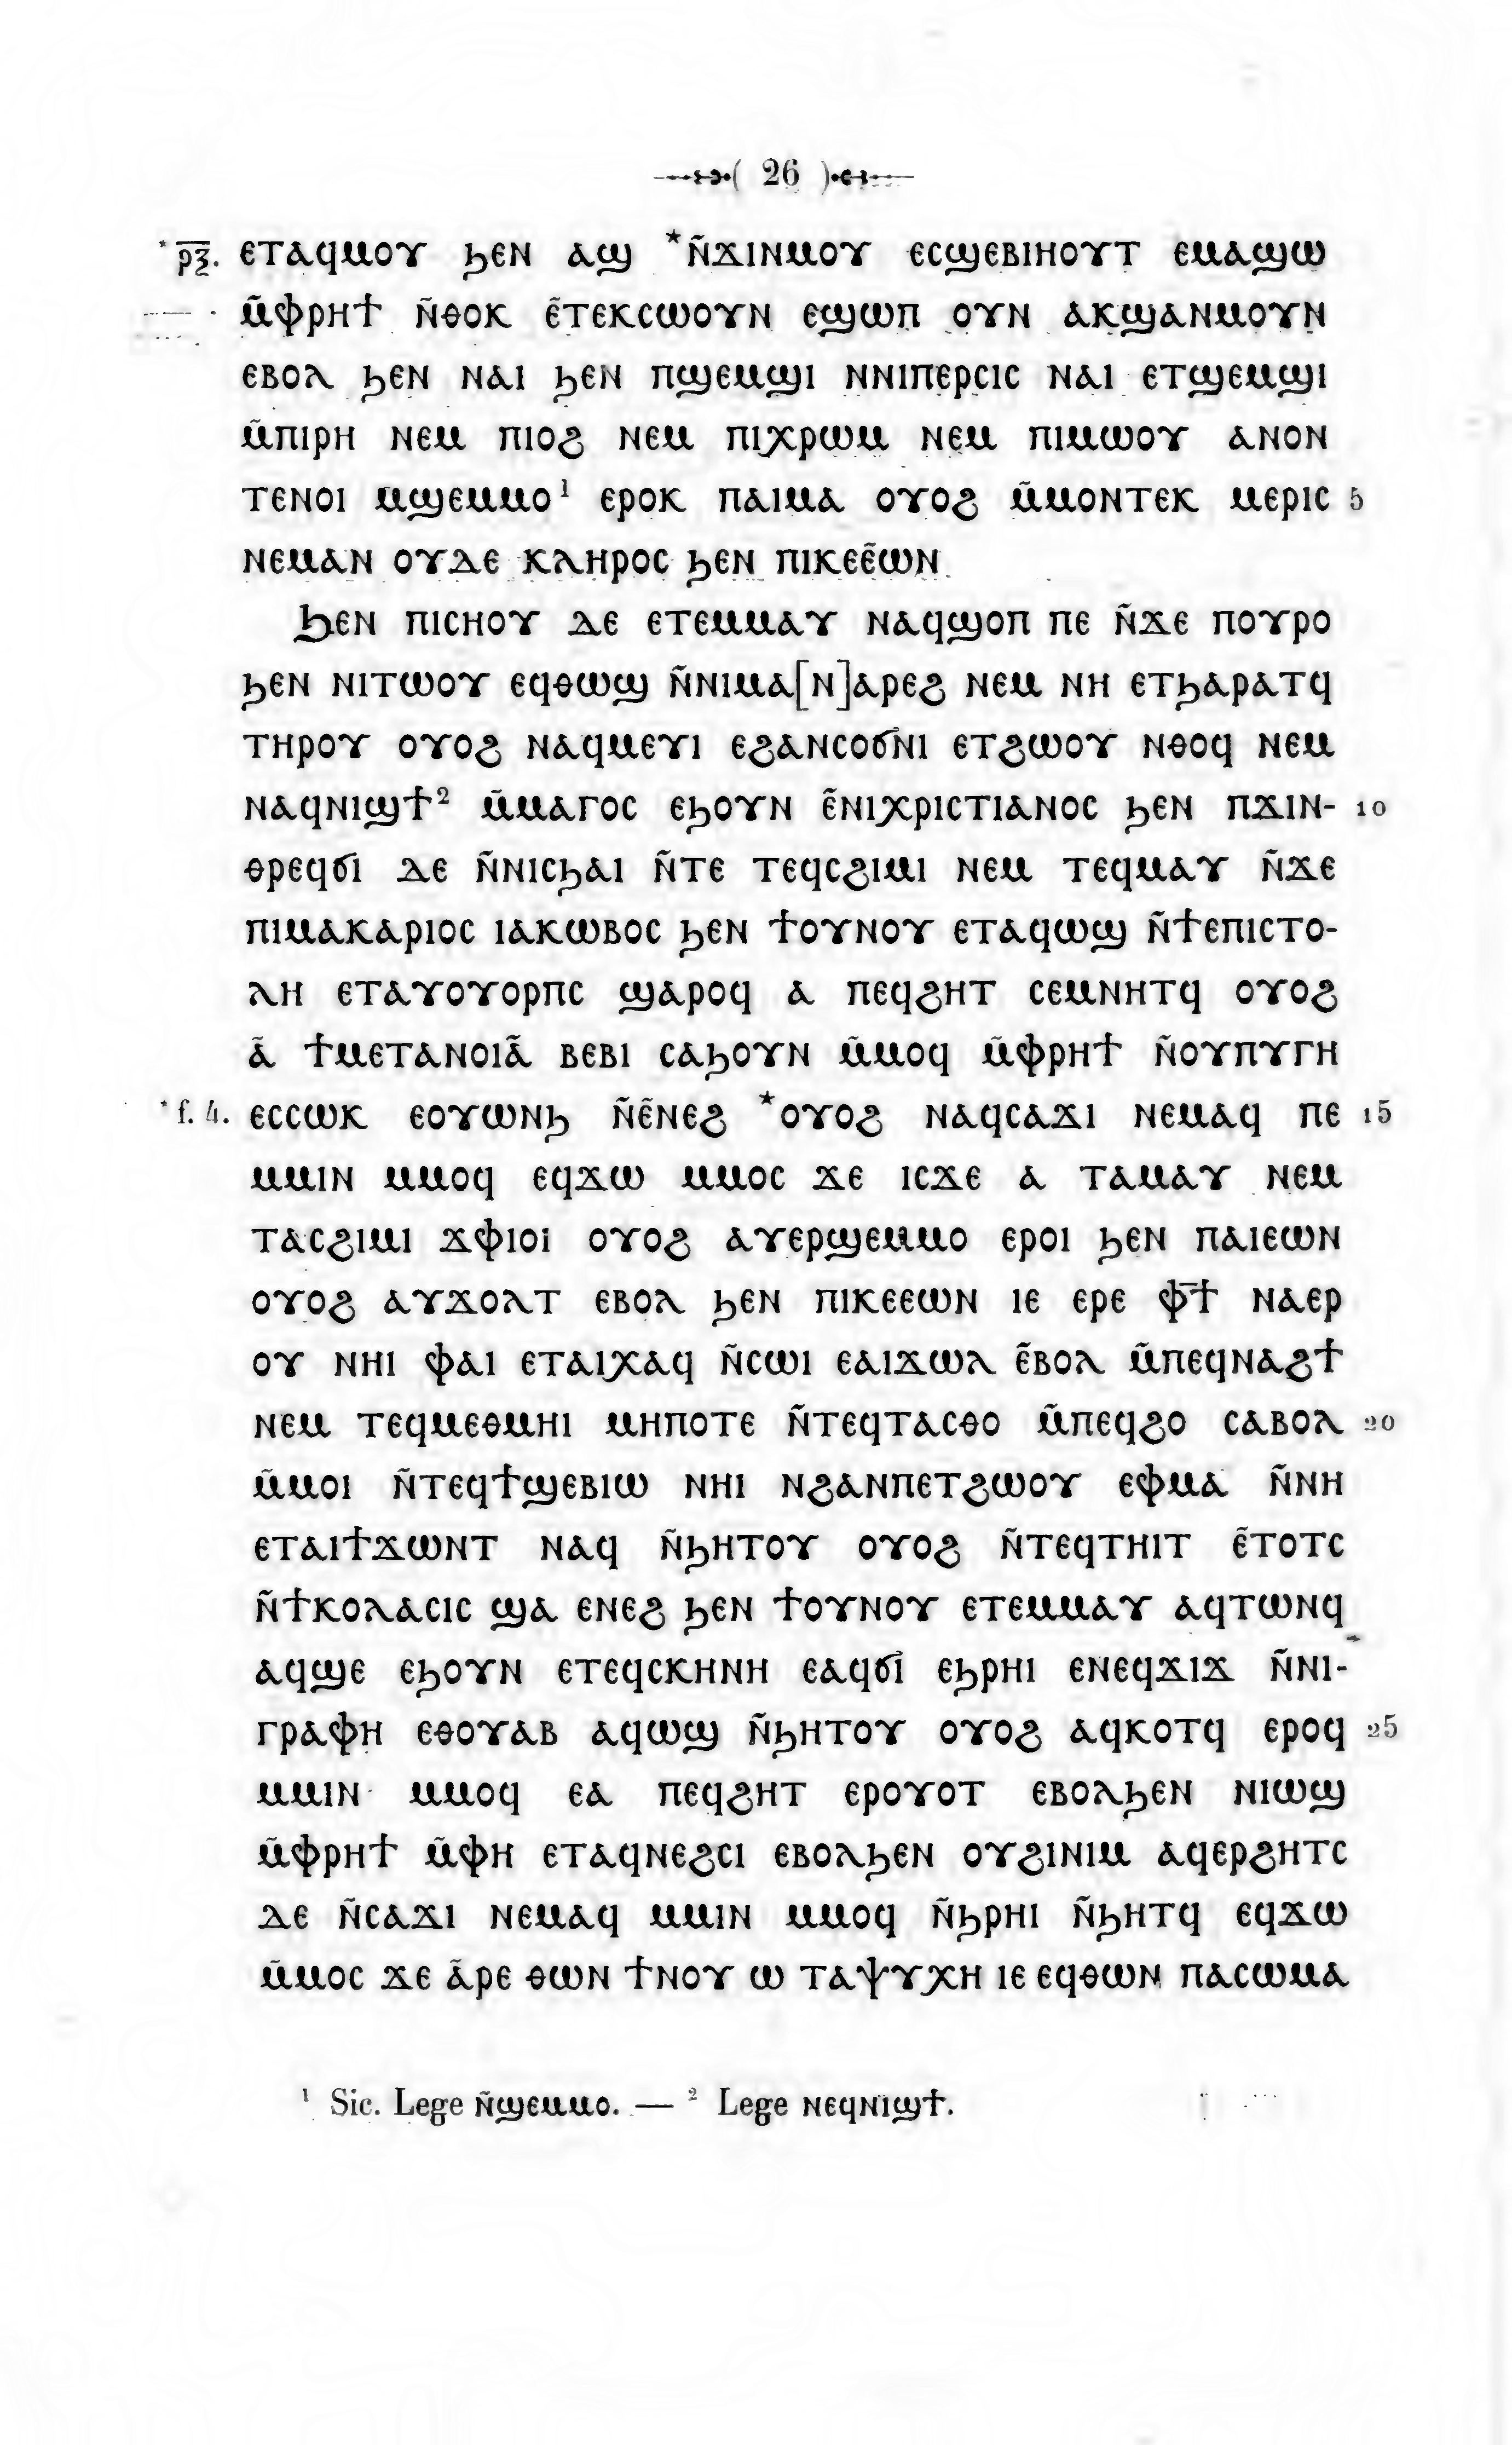 ( 26 )
* ⲣ̅ⲝ̅. ⲉⲧⲁϥⲙⲟⲩ ϧⲉⲛ ⲁϣ *ⲛ̀ϫⲓⲛⲙⲟⲩ ⲉⲥϣⲉⲃⲓⲏⲟⲩⲧ ⲉⲙⲁϣⲱ
ⲙ̀ⲫⲣⲏϯ ⲛ̀ⲑⲟⲕ ⲉ̀ⲧⲉⲕⲥⲱⲟⲩⲛ ⲉϣⲱⲡ ⲟⲩⲛ ⲁⲕϣⲁⲛⲙⲟⲩⲛ
ⲉⲃⲟⲗ ϧⲉⲛ ⲛⲁⲓ ϧⲉⲛ ⲡϣⲉⲙϣⲓ ⲛⲛⲓⲡⲉⲣⲥⲓⲥ ⲛⲁⲓ ⲉⲧϣⲉⲙϣⲓ
ⲙ̀ⲡⲓⲣⲏ ⲛⲉⲙ ⲡⲓⲟϩ ⲛⲉⲙ ⲡⲓⲭⲣⲱⲙ ⲛⲉⲙ ⲡⲓⲙⲱⲟⲩ ⲁⲛⲟⲛ
ⲧⲉⲛⲟⲓ ⲙϣⲉⲙⲙⲟ¹ ⲉⲣⲟⲕ ⲡⲁⲓⲙⲁ ⲟⲩⲟϩ ⲙ̀ⲙⲟⲛⲧⲉⲕ ⲙⲉⲣⲓⲥ 5
ⲛⲉⲙⲁⲛ ⲟⲩⲇⲉ ⲕⲗⲏⲣⲟⲥ ϧⲉⲛ ⲡⲓⲕⲉⲉ̀ⲱⲛ
Ϧⲉⲛ ⲡⲓⲥⲏⲟⲩ ⲇⲉ ⲉⲧⲉⲙⲙⲁⲩ ⲛⲁϥϣⲟⲡ ⲡⲉ ⲛ̀ϫⲉ ⲡⲟⲩⲣⲟ
ϧⲉⲛ ⲛⲓⲧⲱⲟⲩ ⲉϥⲑⲱϣ ⲛ̀ⲛⲓⲙⲁ[ⲛ]ⲁⲣⲉϩ ⲛⲉⲙ ⲛⲏ ⲉⲧϧⲁⲣⲁⲧϥ
ⲧⲏⲣⲟⲩ ⲟⲩⲟϩ ⲛⲁϥⲙⲉⲩⲓ ⲉϩⲁⲛⲥⲟϭⲛⲓ ⲉⲧϩⲱⲟⲩ ⲛⲑⲟϥ ⲛⲉⲙ
ⲛⲁϥⲛⲓϣϯ² ⲙ̀ⲙⲁⲅⲟⲥ ⲉϧⲟⲩⲛ ⲉ̀ⲛⲓⲭⲣⲓⲥⲧⲓⲁⲛⲟⲥ ϧⲉⲛ ⲡϫⲓⲛ- 10
ⲑⲣⲉϥϭⲓ ⲇⲉ ⲛ̀ⲛⲓⲥϧⲁⲓ ⲛ̀ⲧⲉ ⲧⲉϥⲥϩⲓⲙⲓ ⲛⲉⲙ ⲧⲉϥⲙⲁⲩ ⲛ̀ϫⲉ
ⲡⲓⲙⲁⲕⲁⲣⲓⲟⲥ ⲓⲁⲕⲱⲃⲟⲥ ϧⲉⲛ ϯⲟⲩⲛⲟⲩ ⲉⲧⲁϥⲱϣ ⲛ̀ϯⲉⲡⲓⲥⲧⲟ-
ⲗⲏ ⲉⲧⲁⲩⲟⲩⲟⲣⲡⲥ ϣⲁⲣⲟϥ ⲁ ⲡⲉϥϩⲏⲧ ⲥⲉⲙⲛⲏⲧϥ ⲟⲩⲟϩ
ⲁ̀ ϯⲙⲉⲧⲁⲛⲟⲓⲁ̀ ⲃⲉⲃⲓ ⲥⲁϧⲟⲩⲛ ⲙ̀ⲙⲟϥ ⲙ̀ⲫⲣⲏϯ ⲛ̀ⲟⲩⲡⲩⲅⲏ
* f. 4. ⲉⲥⲥⲱⲕ ⲉⲟⲩⲱⲛϧ ⲛ̀ⲉ̀ⲛⲉϩ *ⲟⲩⲟϩ ⲛⲁϥⲥⲁϫⲓ ⲛⲉⲙⲁϥ ⲡⲉ 15
ⲙⲙⲓⲛ ⲙⲙⲟϥ ⲉϥϫⲱ ⲙⲙⲟⲥ ϫⲉ ⲓⲥϫⲉ ⲁ ⲧⲁⲙⲁⲩ ⲛⲉⲙ
ⲧⲁⲥϩⲓⲙⲓ ϫⲫⲓⲟⲓ ⲟⲩⲟϩ ⲁⲩⲉⲣϣⲉⲙⲙⲟ ⲉⲣⲟⲓ ϧⲉⲛ ⲡⲁⲓⲉⲱⲛ
ⲟⲩⲟϩ ⲁⲩϫⲟⲗⲧ ⲉⲃⲟⲗ ϧⲉⲛ ⲡⲓⲕⲉⲉⲱⲛ ⲓⲉ ⲉⲣⲉ ⲫ̅ϯ ⲛⲁⲉⲣ
ⲟⲩ ⲛⲏⲓ ⲫⲁⲓ ⲉⲧⲁⲓⲭⲁϥ ⲛ̀ⲥⲱⲓ ⲉⲁⲓϫⲱⲗ ⲉ̀ⲃⲟⲗ ⲙ̀ⲡⲉϥⲛⲁϩϯ
ⲛⲉⲙ ⲧⲉϥⲙⲉⲑⲙⲏⲓ ⲙⲏⲡⲟⲧⲉ ⲛ̀ⲧⲉϥⲧⲁⲥⲑⲟ ⲙ̀ⲡⲉϥϩⲟ ⲥⲁⲃⲟⲗ 20
ⲙ̀ⲙⲟⲓ ⲛ̀ⲧⲉϥϯϣⲉⲃⲓⲱ ⲛⲏⲓ ⲛϩⲁⲛⲡⲉⲧϩⲱⲟⲩ ⲉⲫⲙⲁ ⲛ̀ⲛⲏ
ⲉⲧⲁⲓϯϫⲱⲛⲧ ⲛⲁϥ ⲛ̀ϧⲏⲧⲟⲩ ⲟⲩⲟϩ ⲛ̀ⲧⲉϥⲧⲏⲓⲧ ⲉ̀ⲧⲟⲧⲥ
ⲛ̀ϯⲕⲟⲗⲁⲥⲓⲥ ϣⲁ ⲉⲛⲉϩ ϧⲉⲛ ϯⲟⲩⲛⲟⲩ ⲉⲧⲉⲙⲙⲁⲩ ⲁϥⲧⲱⲛϥ
ⲁϥϣⲉ ⲉϧⲟⲩⲛ ⲉⲧⲉϥⲥⲕⲏⲛⲏ ⲉⲁϥϭⲓ ⲉϧⲣⲏⲓ ⲉⲛⲉϥϫⲓϫ ⲛ̀ⲛⲓ-
ⲅⲣⲁⲫⲏ ⲉⲑⲟⲩⲁⲃ ⲁϥⲱϣ ⲛ̀ϧⲏⲧⲟⲩ ⲟⲩⲟϩ ⲁϥⲕⲟⲧϥ ⲉⲣⲟϥ 25
ⲙⲙⲓⲛ ⲙⲙⲟϥ ⲉⲁ ⲡⲉϥϩⲏⲧ ⲉⲣⲟⲩⲟⲧ ⲉⲃⲟⲗϧⲉⲛ ⲛⲓⲱϣ
ⲙ̀ⲫⲣⲏϯ ⲙ̀ⲫⲏ ⲉⲧⲁϥⲛⲉϩⲥⲓ ⲉⲃⲟⲗϧⲉⲛ ⲟⲩϩⲓⲛⲓⲙ ⲁϥⲉⲣϩⲏⲧⲥ
ⲇⲉ ⲛ̀ⲥⲁϫⲓ ⲛⲉⲙⲁϥ ⲙⲙⲓⲛ ⲙⲙⲟϥ ⲛ̀ϧⲣⲏⲓ ⲛ̀ϧⲏⲧϥ ⲉϥϫⲱ
ⲙ̀ⲙⲟⲥ ϫⲉ ⲁ̀ⲣⲉ ⲑⲱⲛ ϯⲛⲟⲩ ⲱ ⲧⲁⲯⲩⲭⲏ ⲓⲉ ⲉϥⲑⲱⲛ ⲡⲁⲥⲱⲙⲁ
¹ Sic. Lege ⲛ̀ϣⲉⲙⲙⲟ. — ² Lege ⲛⲉϥⲛⲓϣϯ.